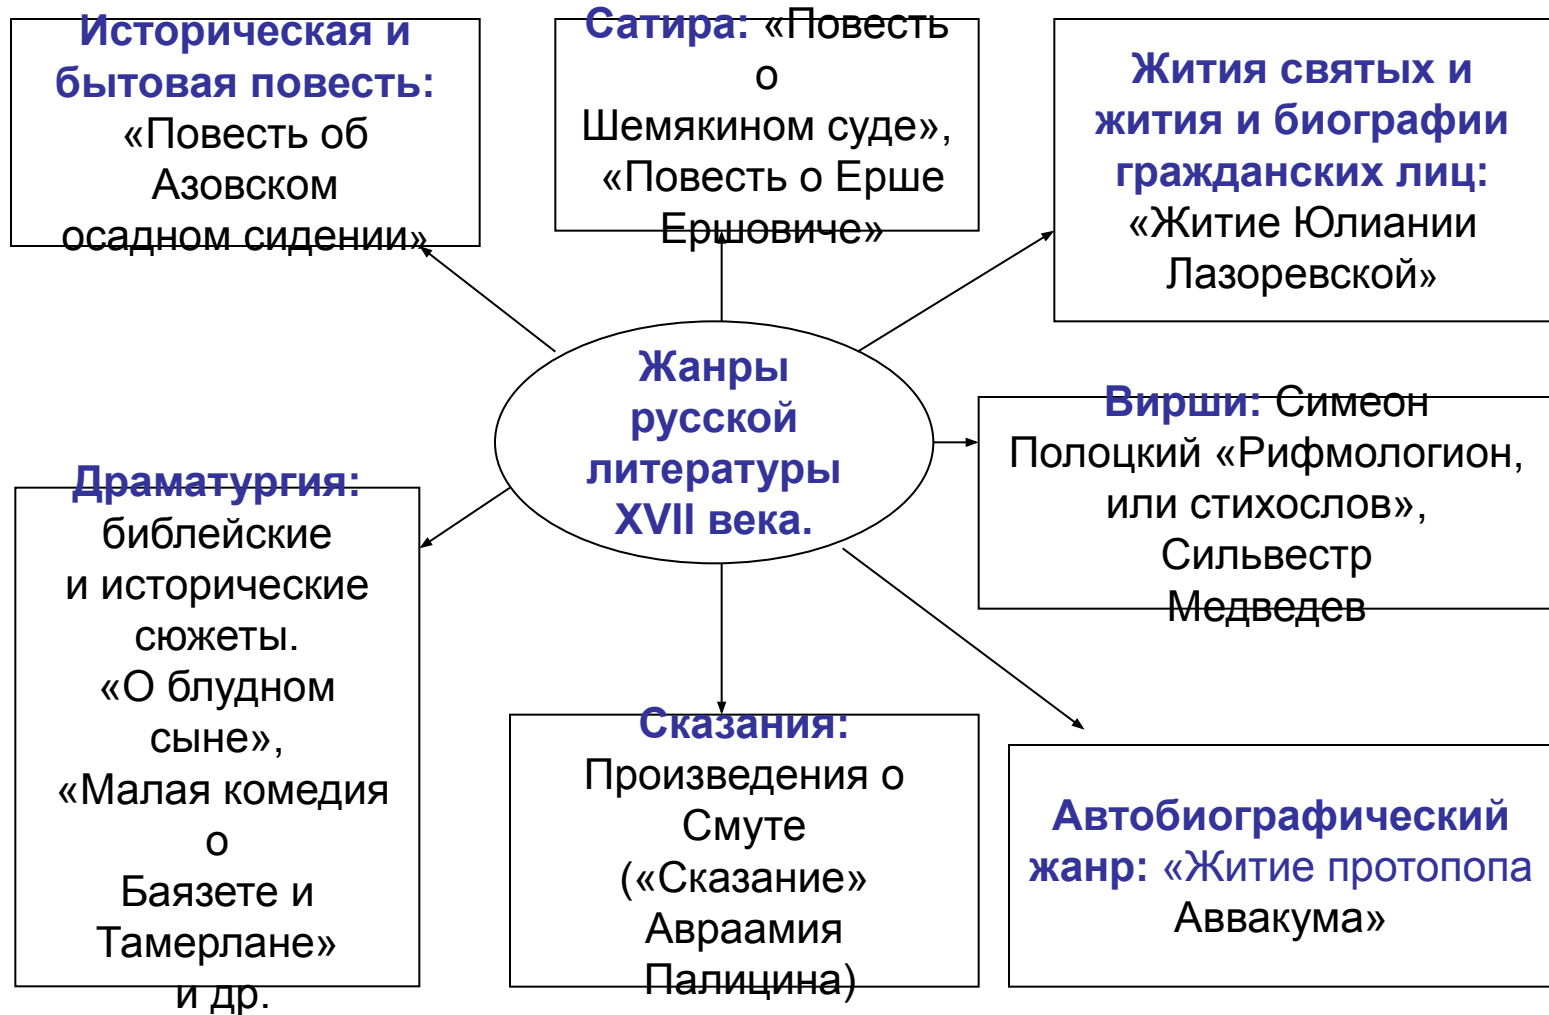 Историческая и
бытовая повесть:
«Повесть об
Азовском
осадном сидении»
Сатира: «Повесть
о
Шемякином суде»,
«Повесть о Ерше
Ершовиче»
Жития святых и
жития и биографии
гражданских лиц:
«Житие Юлиании
Лазоревской»
Жанры
русской
литературы
XVII века.
Вирши: Симеон
Полоцкий «Рифмологион,
или стихослов»,
Сильвестр
Медведев
Драматургия:
библейские
и исторические
сюжеты.
«О блудном
сыне»,
«Малая комедия
о
Баязете и
Тамерлане»
и др.
Сказания:
Произведения о
Смуте
(«Сказание»
Авраамия
Палицина)
Автобиографический
жанр: «Житие протопопа
Аввакума»